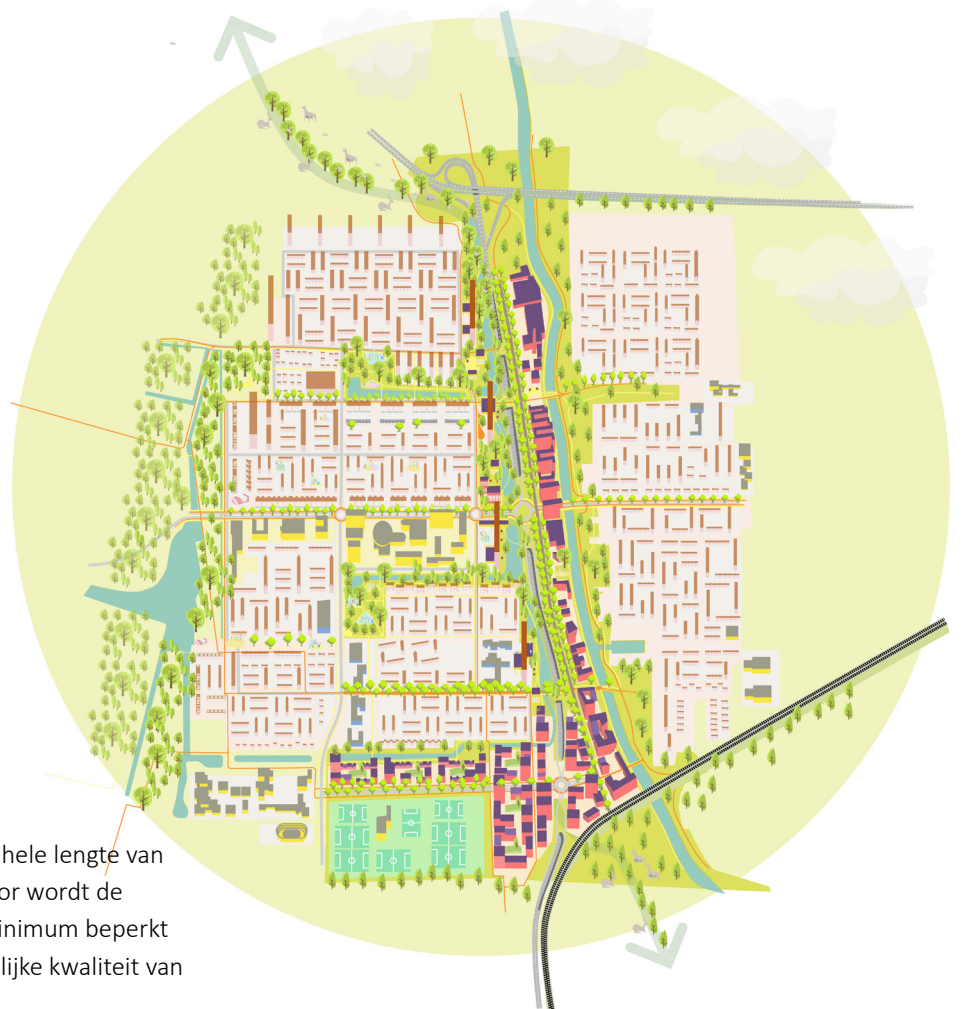 hele lengte van
or wordt de
inimum beperkt
lijke kwaliteit van